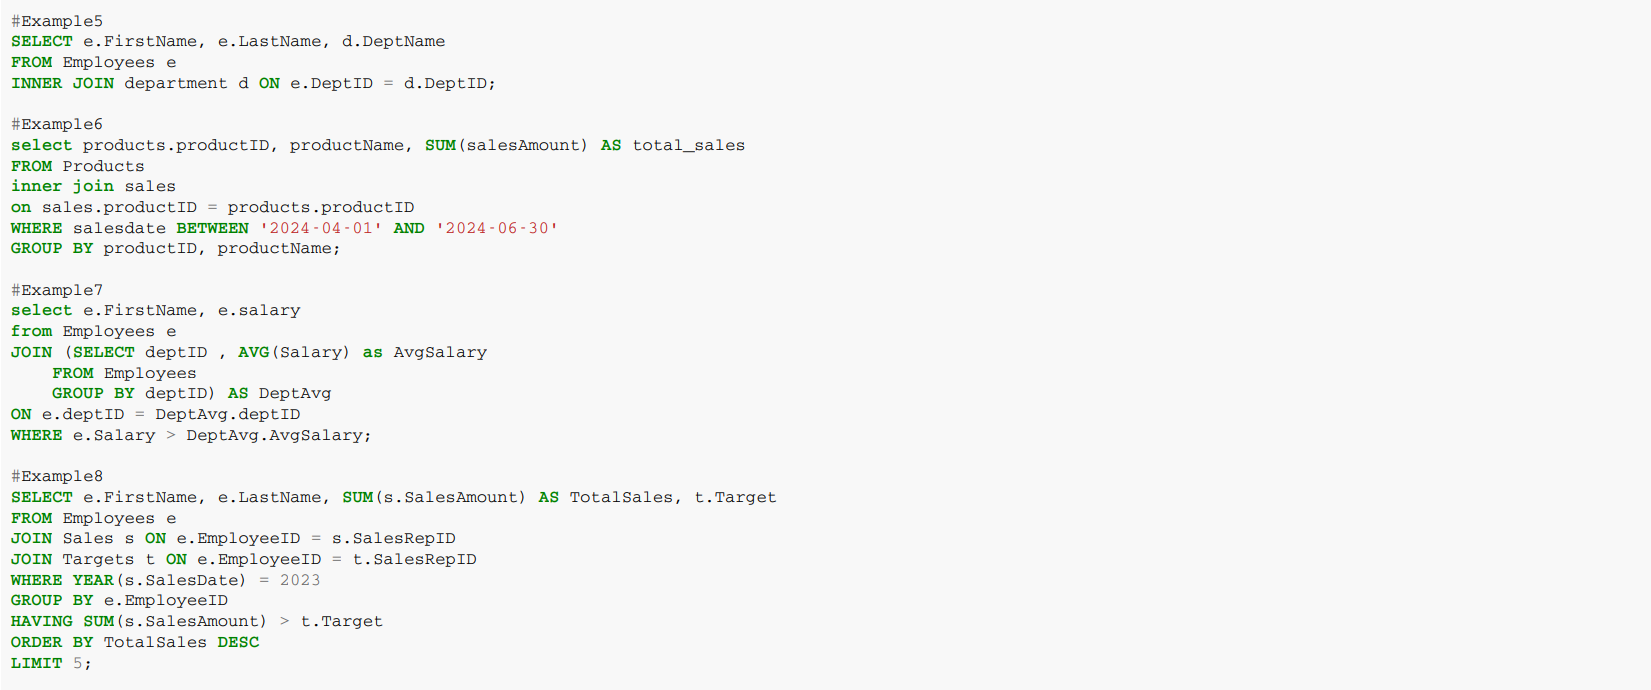 #Example5
SELECT e.FirstName, e.LastName, d.DeptName
FROM Employees e
INNER JOIN department d ON e.DeptID = d.DeptID;
#Example6
select products.productID, productName, SUM(salesAmount) AS total_sales
FROM Products
inner join sales
on sales.productID = products.productID
WHERE salesdate BETWEEN '2024-04-01' AND '2024-06-30'
GROUP BY productID, productName;
#Example7
select e.FirstName, e.salary
from Employees e
JOIN (SELECT deptID , AVG(Salary) as AvgSalary
FROM Employees
GROUP BY deptID) AS DeptAvg
ON e.deptID = DeptAvg.deptID
WHERE e.Salary > DeptAvg.AvgSalary;
#Example8
SELECT e.FirstName, e.LastName, SUM(s.SalesAmount) AS TotalSales, t.Target
FROM Employees e
JOIN Sales s ON e.EmployeeID = s.SalesRepID
JOIN Targets t ON e.EmployeeID = t.SalesRepID
WHERE YEAR(s.SalesDate) = 2023
GROUP BY e.EmployeeID
HAVING SUM(s.SalesAmount) > t.Target
ORDER BY TotalSales DESC
LIMIT 5;